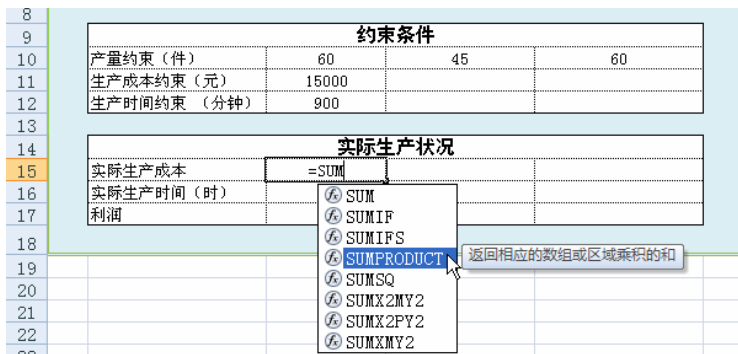 8
9 约束条件
10 产量约束（件） 60 45 60
11 生产成本约束（元） 15000
12 生产时间约束 （分钟） 900
13
14 实际生产状况
15 实际生产成本 =SUM
16 实际生产时间（时） SUM
17 利润 SUMIF
SUMIFS
18 SUMPRODUCT 返回相应的数组或区域乘积的和
19 SUMSQ
20 SUMX2MY2
21 SUMX2PY2
22 SUMXMY2